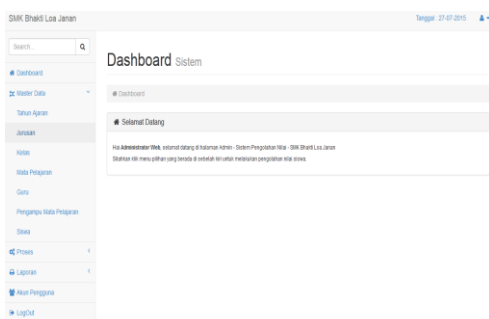 SMK Bhakti Loa Janan
Tanggal : 27-07-2015
Search...
Dashboard
Master Data
Tahun Ajaran
Jurusan
Kelas
Mata Pelajaran
Guru
Pengampu Mata Pelajaran
Siswa
Proses
Laporan
Akun Pengguna
LogOut
Dashboard Sistem
Dashboard
Selamat Datang
Hai Administrator Web, selamat datang di halaman Admin - Sistem Pengolahan Nilai - SMK Bhakti Loa Janan
Silahkan klik menu pilihan yang berada di sebelah kiri untuk melakukan pengolahan nilai siswa.